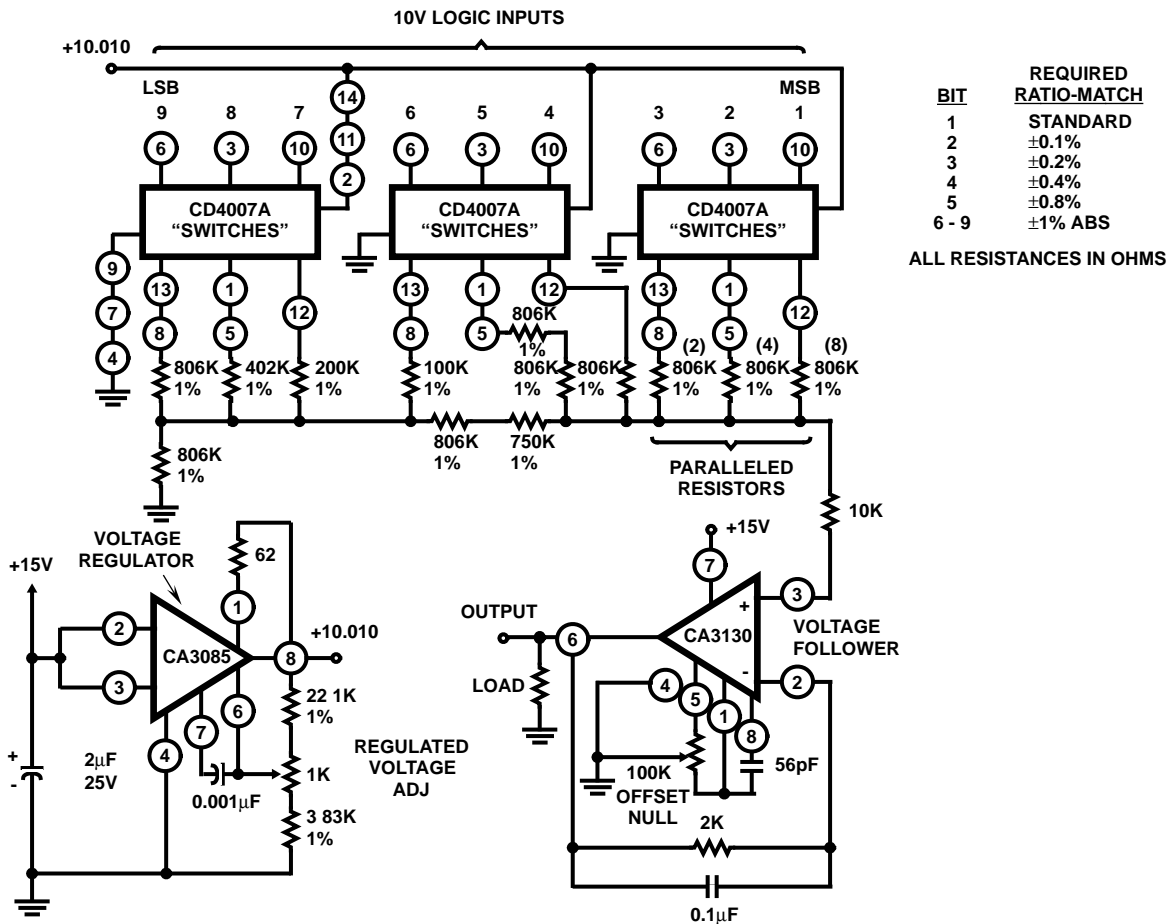 10V LOGIC INPUTS
+10.010
LSB
MSB
9 8 7 6 5 4 3 2 1
14
11
2
6 3 10 6 3 10 6 3 10
CD4007A
“SWITCHES”
CD4007A
“SWITCHES”
CD4007A
“SWITCHES”
9
7
4
13 1 12 13 1 12 13 1 12
8 5 8 5 8 5
806K
1%
402K
1%
200K
1%
100K
1%
806K
1%
806K
1%
806K
1%
(2)
806K
1%
(4)
806K
1%
(8)
806K
1%
806K
1%
750K
1%
806K
1%
PARALLELED
RESISTORS
10K
BIT
REQUIRED
RATIO-MATCH
1 STANDARD
2 ±0.1%
3 ±0.2%
4 ±0.4%
5 ±0.8%
6 - 9 ±1% ABS
ALL RESISTANCES IN OHMS
VOLTAGE
REGULATOR
+15V
62
1
2
3
CA3085
8
+10.010
6
7
4
22 1K
1%
1K
3 83K
1%
0.001µF
+
-
2µF
25V
REGULATED
VOLTAGE
ADJ
+15V
7
OUTPUT
6
CA3130
+
-
3
2
VOLTAGE
FOLLOWER
LOAD
4
5
1
8
56pF
100K
OFFSET
NULL
2K
0.1µF